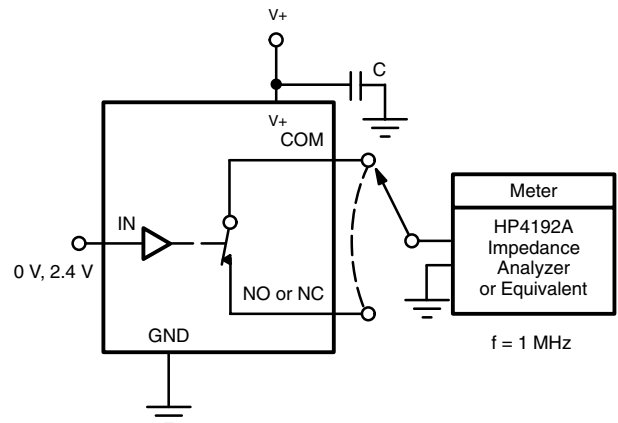 V+
C
V+
COM
IN
0 V, 2.4 V
NO or NC
GND
Meter
HP4192A
Impedance
Analyzer
or Equivalent
f = 1 MHz